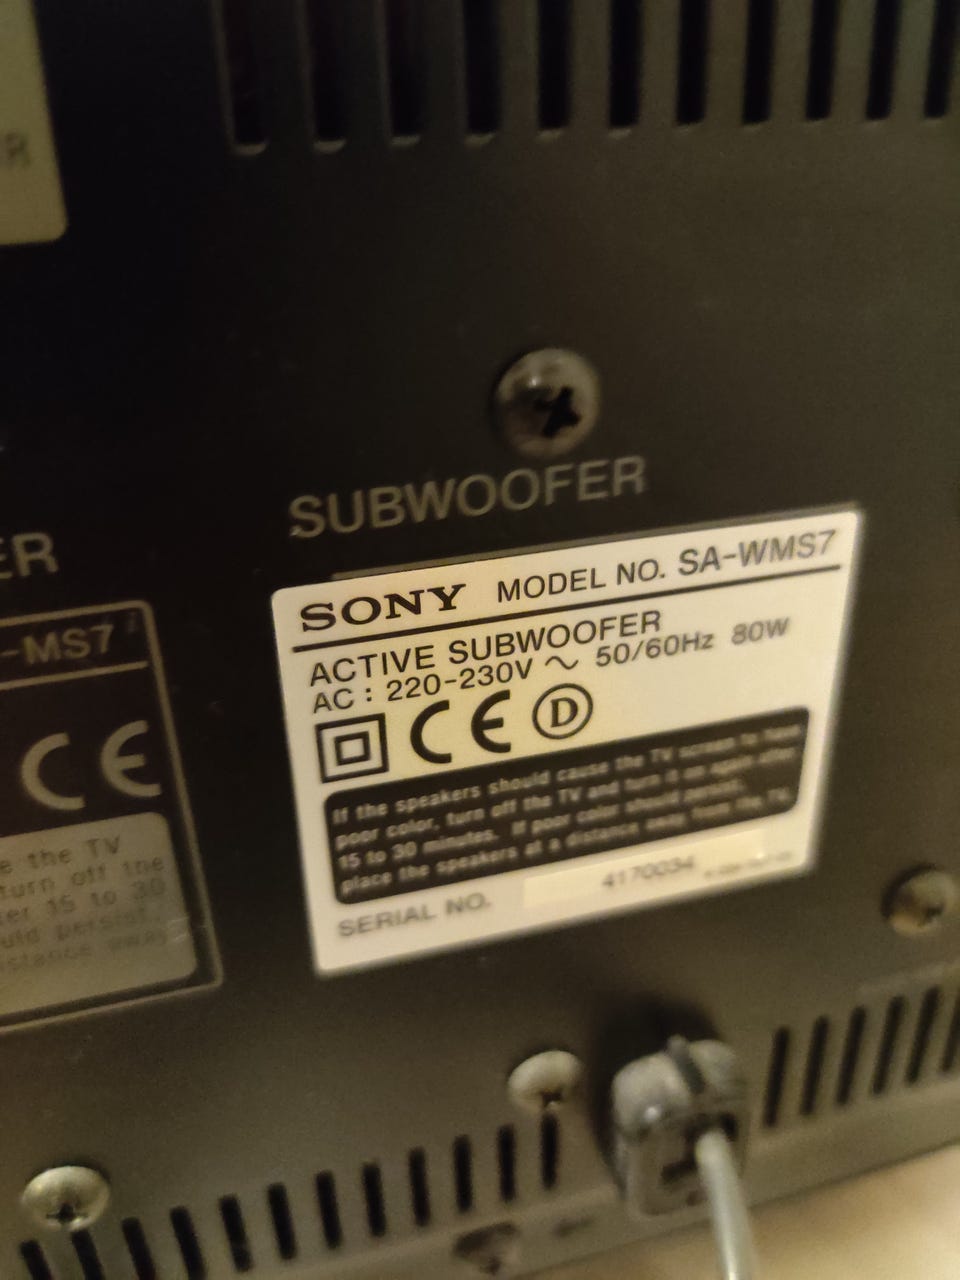 R
SUBWOOFER
SONY MODEL NO. SA-WMS7
ACTIVE SUBWOOFER
AC : 220-230V ~ 50/60Hz 80W
CE D
If the speakers should cause the TV screen to have
poor color, turn off the TV and turn it on again after
15 to 30 minutes. If poor color should persist,
place the speakers at a distance away from the TV.
SERIAL NO. 4170034
ER
-MS7
CE
e the TV
turn off the
ter 15 to 30
uld persist,
istance away